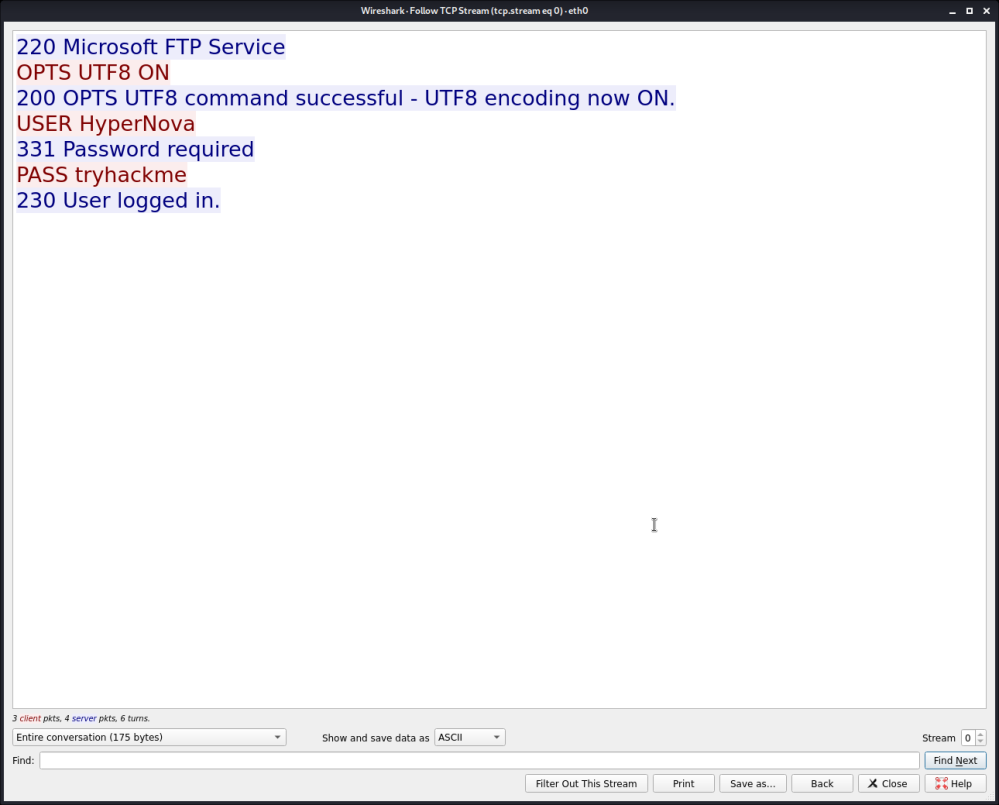 Wireshark · Follow TCP Stream (tcp.stream eq 0) · eth0
220 Microsoft FTP Service
OPTS UTF8 ON
200 OPTS UTF8 command successful - UTF8 encoding now ON.
USER HyperNova
331 Password required
PASS tryhackme
230 User logged in.
3 client pkts, 4 server pkts, 6 turns.
Entire conversation (175 bytes) Show and save data as ASCII Stream 0
Find: Find Next
Filter Out This Stream Print Save as... Back Close Help